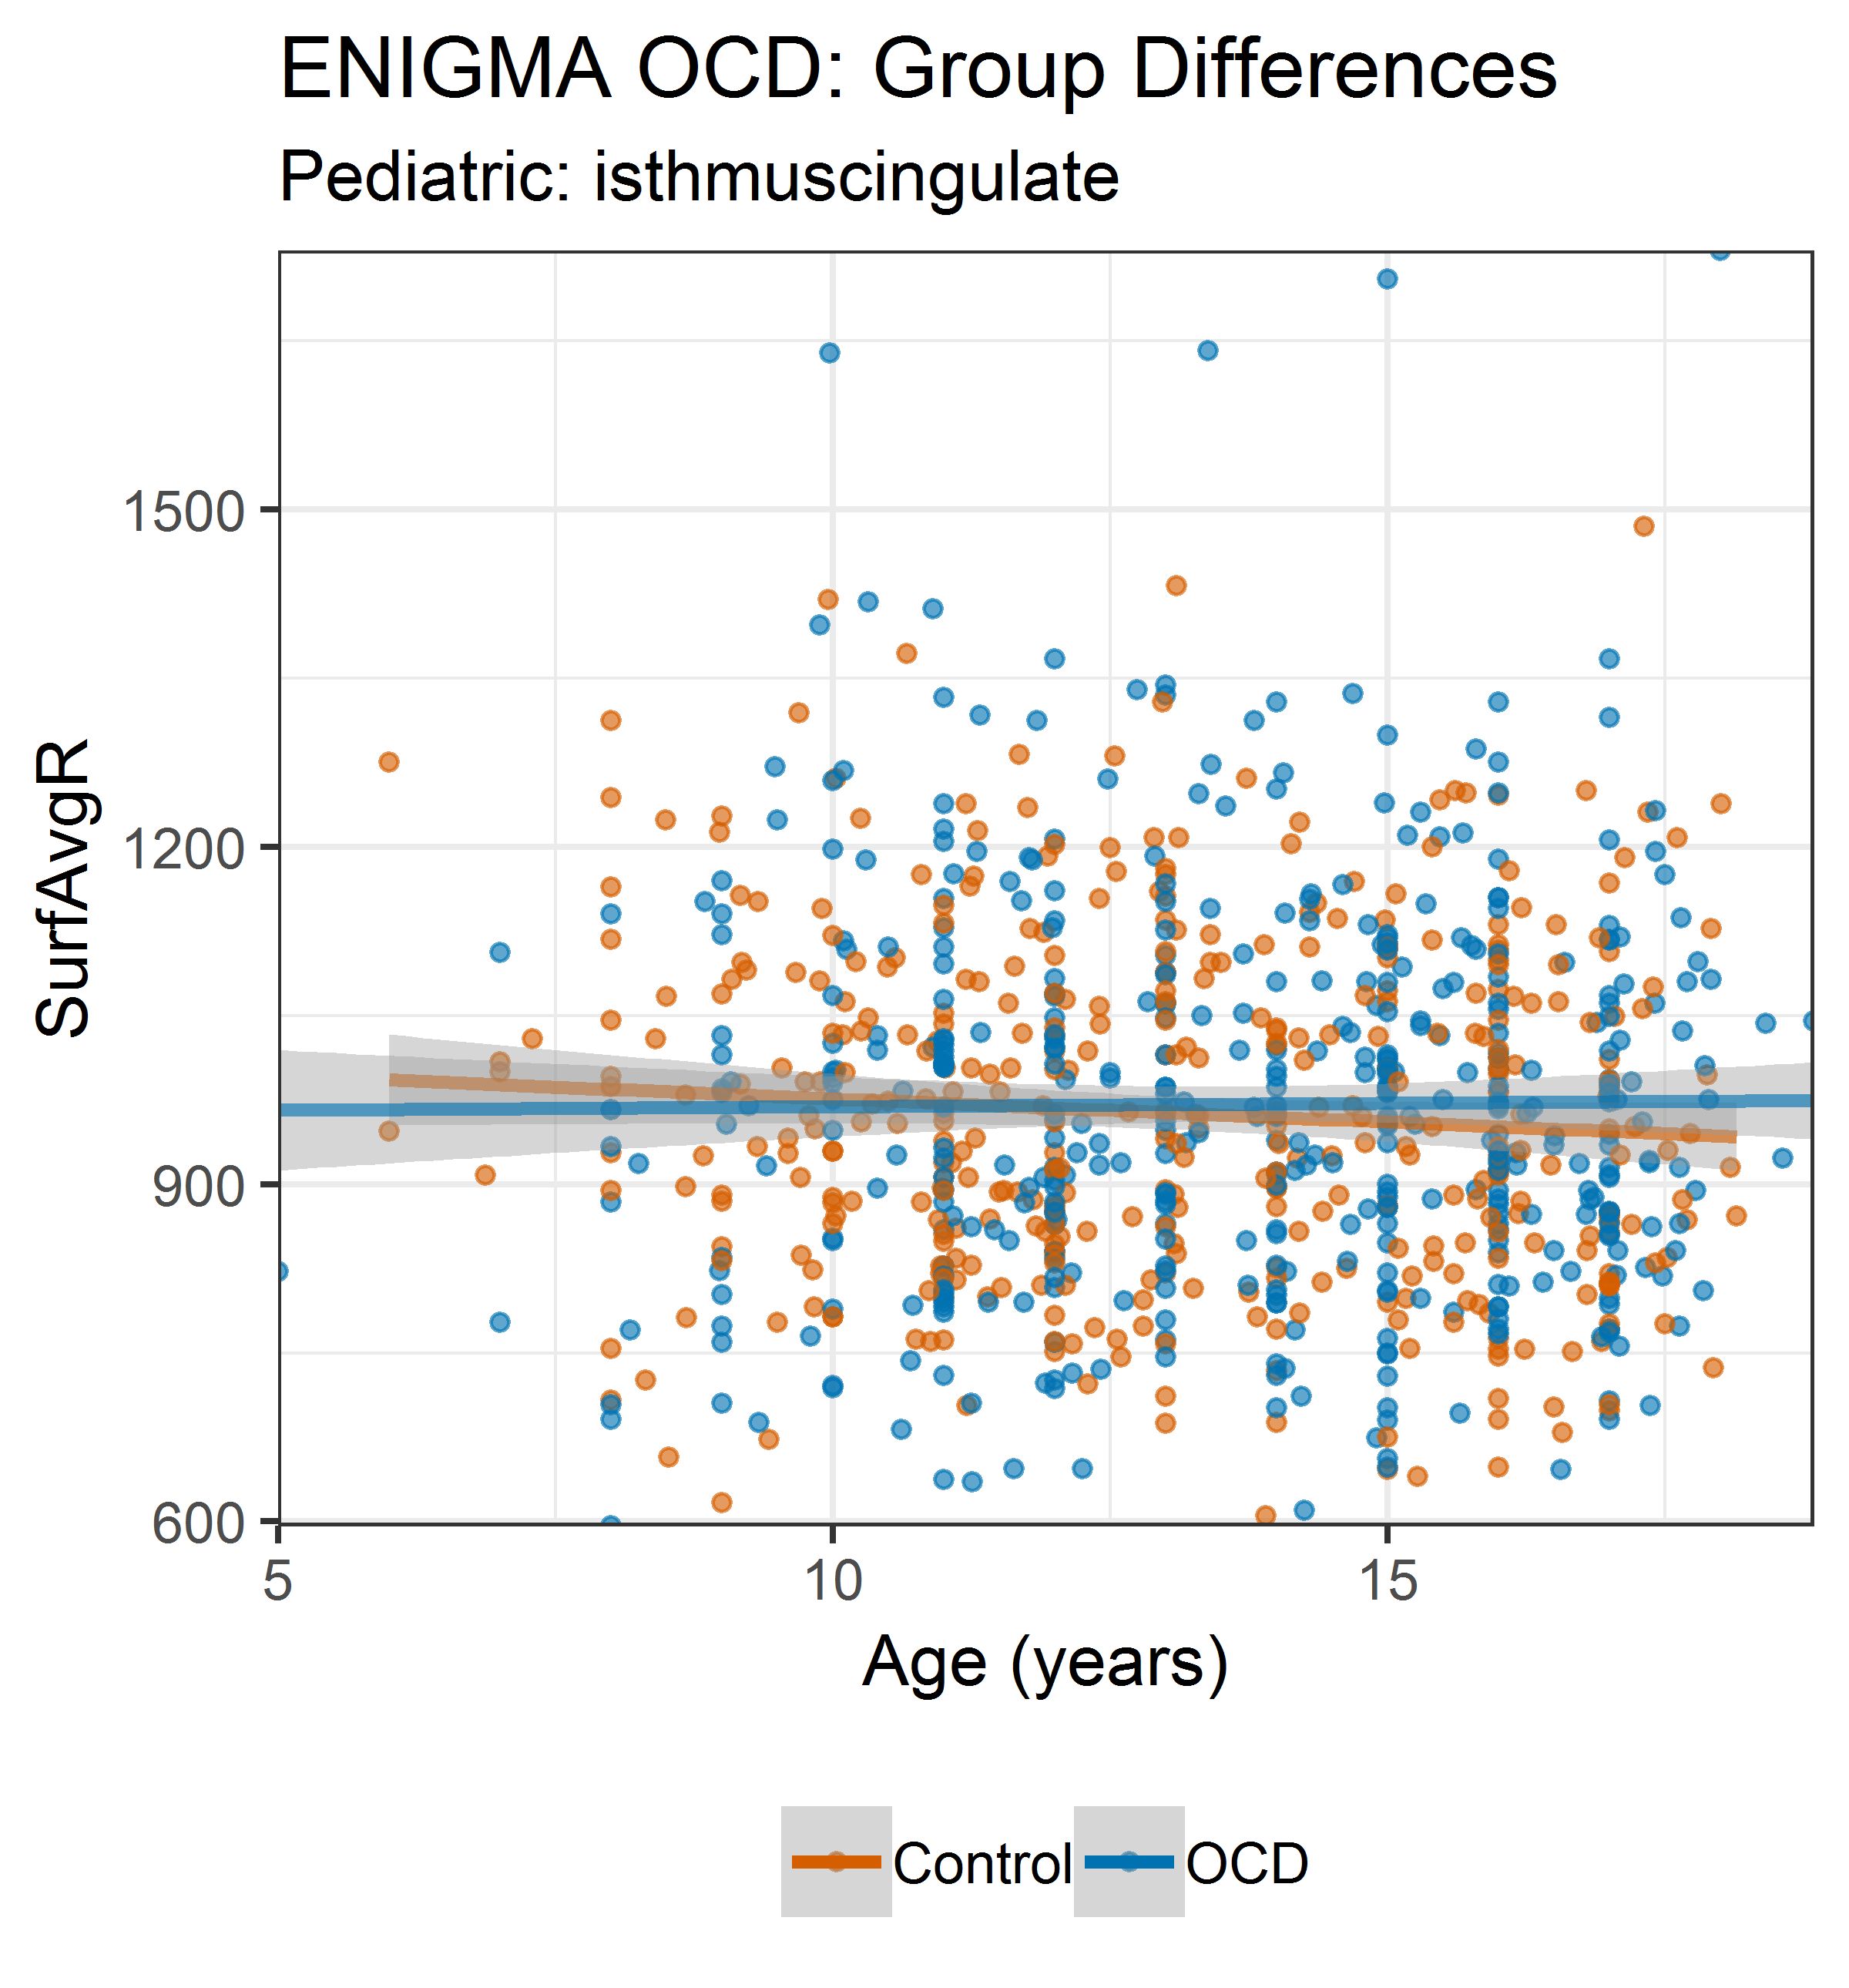 ENIGMA OCD: Group Differences
Pediatric: isthmuscingulate
SurfAvgR
1500
1200
900
600
5 10 15
Age (years)
Control OCD